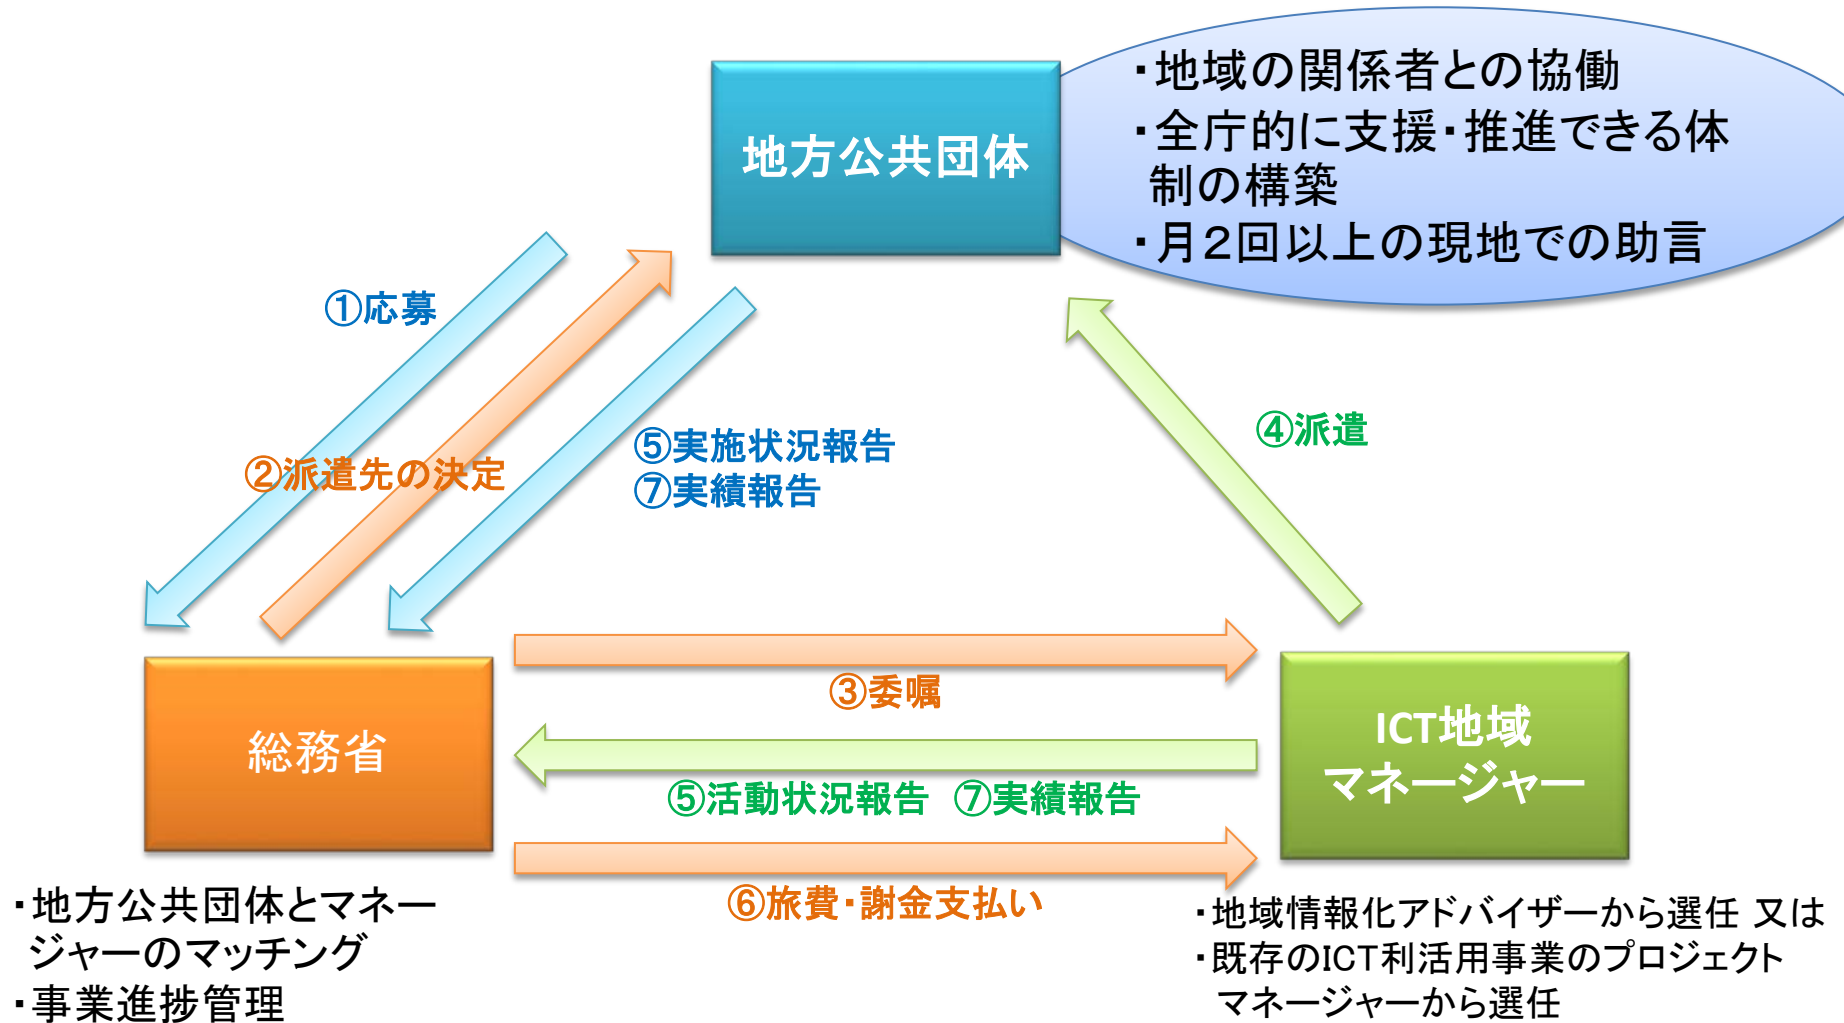 地方公共団体
・地域の関係者との協働
・全庁的に支援・推進できる体
制の構築
・月2回以上の現地での助言
①応募
②派遣先の決定
⑤実施状況報告
⑦実績報告
④派遣
③委嘱
⑤活動状況報告 ⑦実績報告
⑥旅費・謝金支払い
総務省
・地方公共団体とマネー
ジャーのマッチング
・事業進捗管理
ICT地域
マネージャー
・地域情報化アドバイザーから選任 又は
・既存のICT利活用事業のプロジェクト
マネージャーから選任